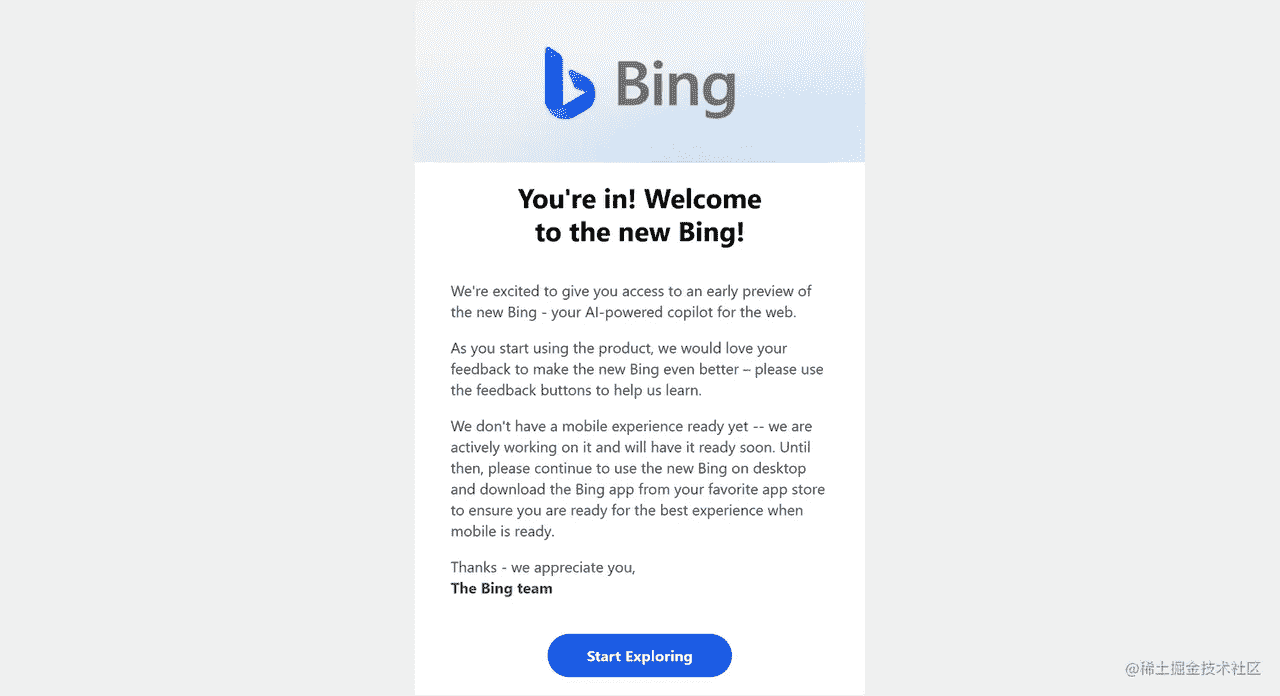 Bing
You're in! Welcome
to the new Bing!
We're excited to give you access to an early preview of
the new Bing - your AI-powered copilot for the web.
As you start using the product, we would love your
feedback to make the new Bing even better – please use
the feedback buttons to help us learn.
We don't have a mobile experience ready yet -- we are
actively working on it and will have it ready soon. Until
then, please continue to use the new Bing on desktop
and download the Bing app from your favorite app store
to ensure you are ready for the best experience when
mobile is ready.
Thanks - we appreciate you,
The Bing team
Start Exploring
@稀土掘金技术社区